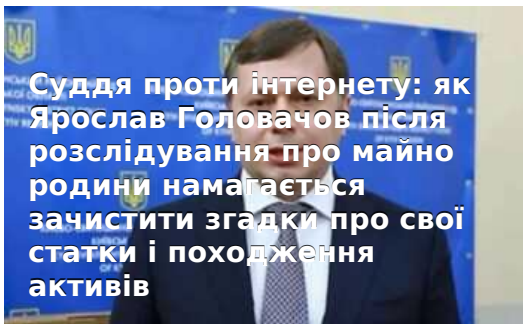 Суддя проти інтернету: як
Ярослав Головачов після
розслідування про майно
родини намагається
зачистити згадки про свої
статки і походження
активів